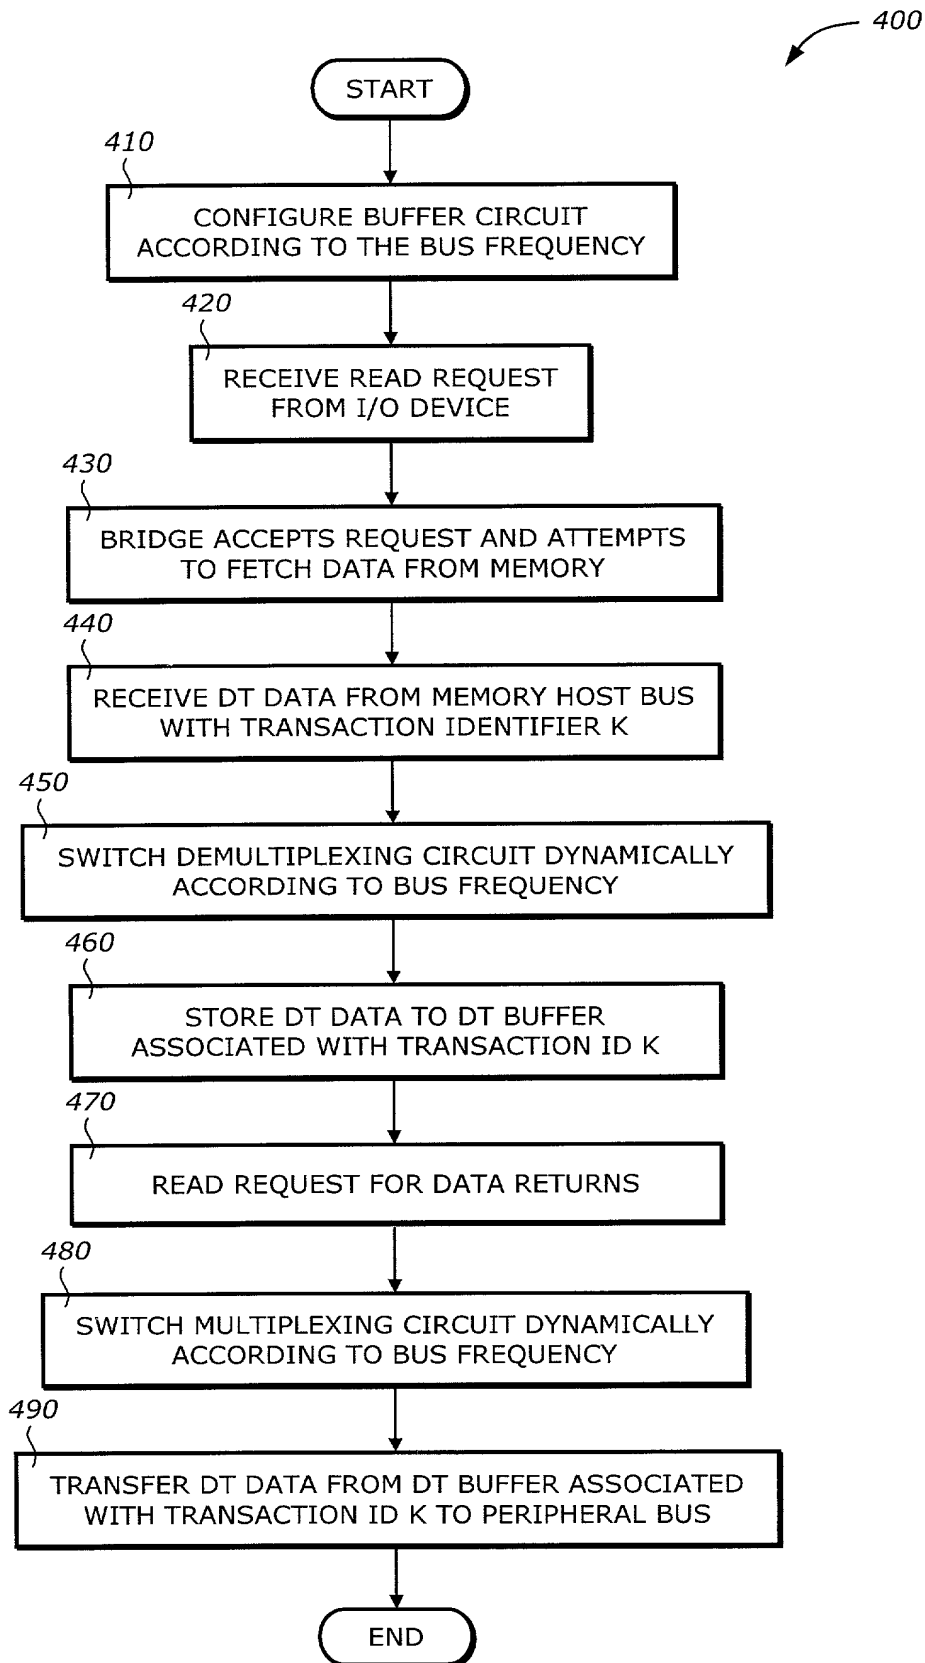 400
START
410
CONFIGURE BUFFER CIRCUIT
ACCORDING TO THE BUS FREQUENCY
420
RECEIVE READ REQUEST
FROM I/O DEVICE
430
BRIDGE ACCEPTS REQUEST AND ATTEMPTS
TO FETCH DATA FROM MEMORY
440
RECEIVE DT DATA FROM MEMORY HOST BUS
WITH TRANSACTION IDENTIFIER K
450
SWITCH DEMULTIPLEXING CIRCUIT DYNAMICALLY
ACCORDING TO BUS FREQUENCY
460
STORE DT DATA TO DT BUFFER
ASSOCIATED WITH TRANSACTION ID K
470
READ REQUEST FOR DATA RETURNS
480
SWITCH MULTIPLEXING CIRCUIT DYNAMICALLY
ACCORDING TO BUS FREQUENCY
490
TRANSFER DT DATA FROM DT BUFFER ASSOCIATED
WITH TRANSACTION ID K TO PERIPHERAL BUS
END